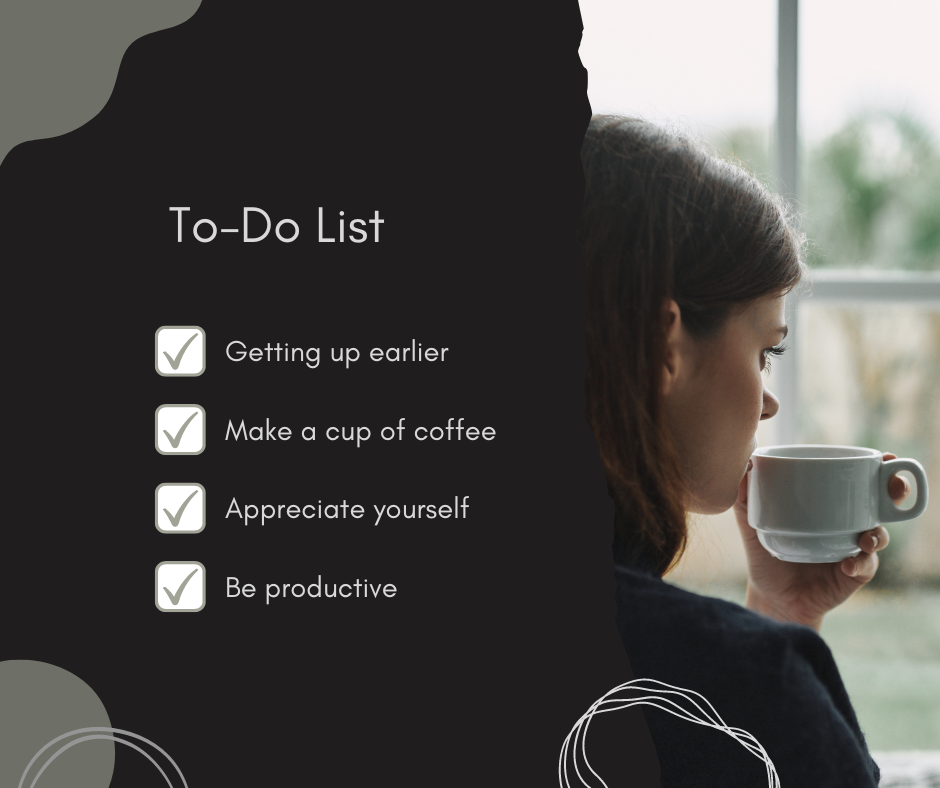 To-Do List
Getting up earlier
Make a cup of coffee
Appreciate yourself
Be productive